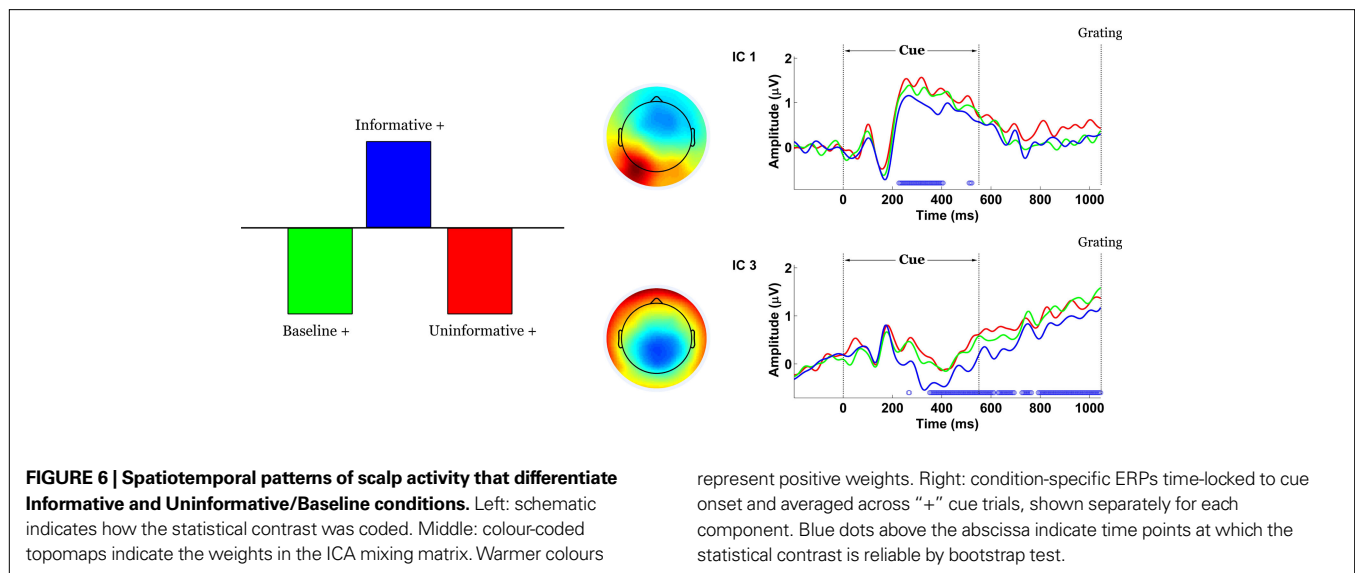 Informative +
Baseline +
Uninformative +
IC 1
Cue
Grating
Amplitude (µV)
2
1
0
0 200 400 600 800 1000
Time (ms)
IC 3
Cue
Grating
Amplitude (µV)
2
1
0
0 200 400 600 800 1000
Time (ms)
FIGURE 6 | Spatiotemporal patterns of scalp activity that differentiate
Informative and Uninformative/Baseline conditions. Left: schematic
indicates how the statistical contrast was coded. Middle: colour-coded
topomaps indicate the weights in the ICA mixing matrix. Warmer colours
represent positive weights. Right: condition-specific ERPs time-locked to cue
onset and averaged across “+” cue trials, shown separately for each
component. Blue dots above the abscissa indicate time points at which the
statistical contrast is reliable by bootstrap test.